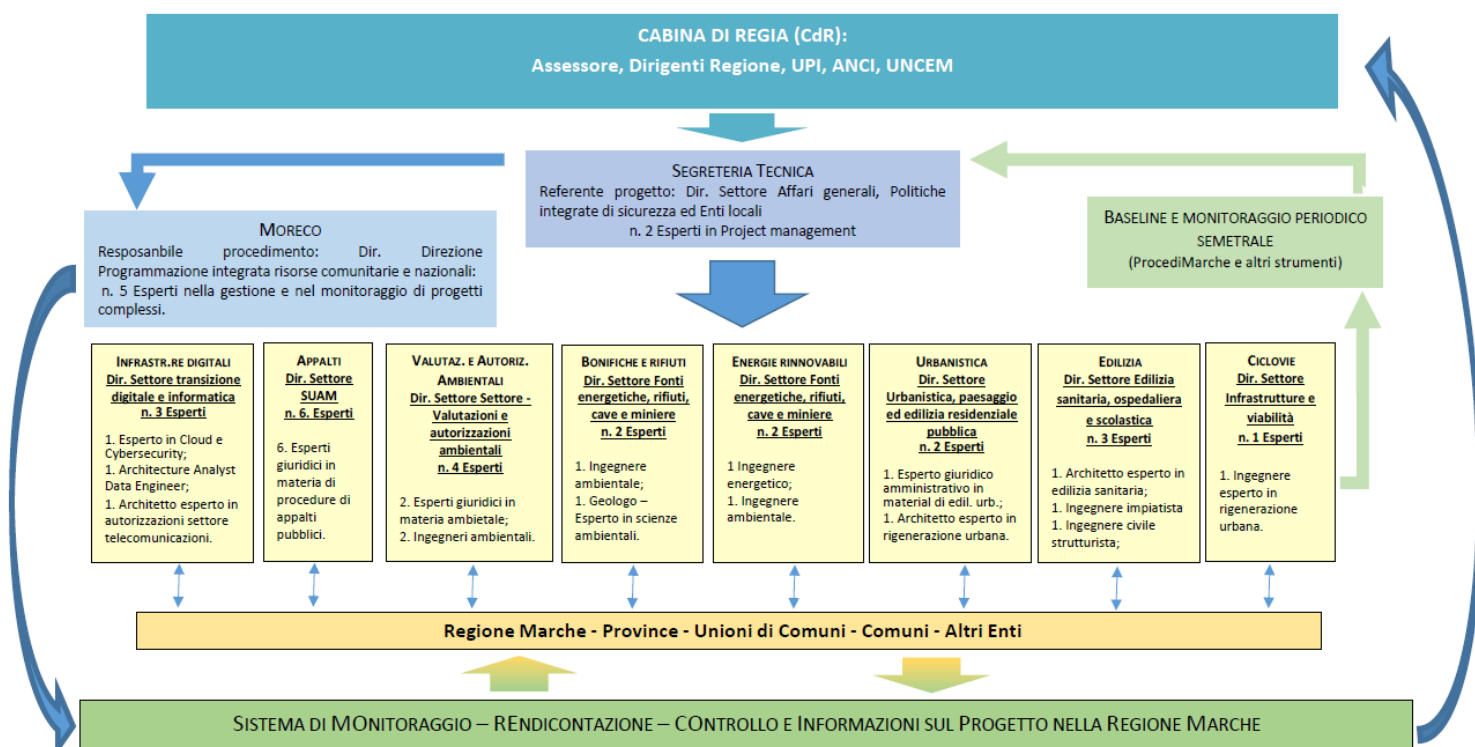 CABINA DI REGIA (CdR):
Assessore, Dirigenti Regione, UPI, ANCI, UNCEM
SEGRETERIA TECNICA
Referente progetto: Dir. Settore Affari generali, Politiche
integrate di sicurezza ed Enti locali
n. 2 Esperti in Project management
MORECO
Resposanbile procedimento: Dir. Direzione
Programmazione integrata risorse comunitarie e nazionali:
n. 5 Esperti nella gestione e nel monitoraggio di progetti
complessi.
BASELINE E MONITORAGGIO PERIODICO
SEMETRALE
(ProcediMarche e altri strumenti)
INFRASTR.RE DIGITALI
Dir. Settore transizione
digitale e informatica
n. 3 Esperti
1. Esperto in Cloud e
Cybersecurity;
1. Architecture Analyst
Data Engineer;
1. Architetto esperto in
autorizzazioni settore
telecomunicazioni.
APPALTI
Dir. Settore
SUAM
n. 6. Esperti
6. Esperti
giuridici in
materia di
procedure di
appalti
pubblici.
VALUTAZ. E AUTORIZ.
AMBIENTALI
Dir. Settore Settore -
Valutazioni e
autorizzazioni
ambientali
n. 4 Esperti
2. Esperti giuridici in
materia ambietale;
2. Ingegneri ambientali.
BONIFICHE E RIFIUTI
Dir. Settore Fonti
energetiche, rifiuti,
cave e miniere
n. 2 Esperti
1. Ingegnere
ambientale;
1. Geologo –
Esperto in scienze
ambientali.
ENERGIE RINNOVABILI
Dir. Settore Fonti
energetiche, rifiuti,
cave e miniere
n. 2 Esperti
1 Ingegnere
energetico;
1. Ingegnere
ambientale.
URBANISTICA
Dir. Settore
Urbanistica, paesaggio
ed edilizia residenziale
pubblica
n. 2 Esperti
1. Esperto giuridico
amministrativo in
material di edil. urb.;
1. Architetto esperto in
rigenerazione urbana.
EDILIZIA
Dir. Settore Edilizia
sanitaria, ospedaliera
e scolastica
n. 3 Esperti
1. Architetto esperto in
edilizia sanitaria;
1. Ingegnere impiatista
1. Ingegnere civile
strutturista;
CICLOVIE
Dir. Settore
Infrastrutture e
viabilità
n. 1 Esperti
1. Ingegnere
esperto in
rigenerazione
urbana.
Regione Marche - Province - Unioni di Comuni - Comuni - Altri Enti
SISTEMA DI MONITORAGGIO – RENDICONTAZIONE – CONTROLLO E INFORMAZIONI SUL PROGETTO NELLA REGIONE MARCHE